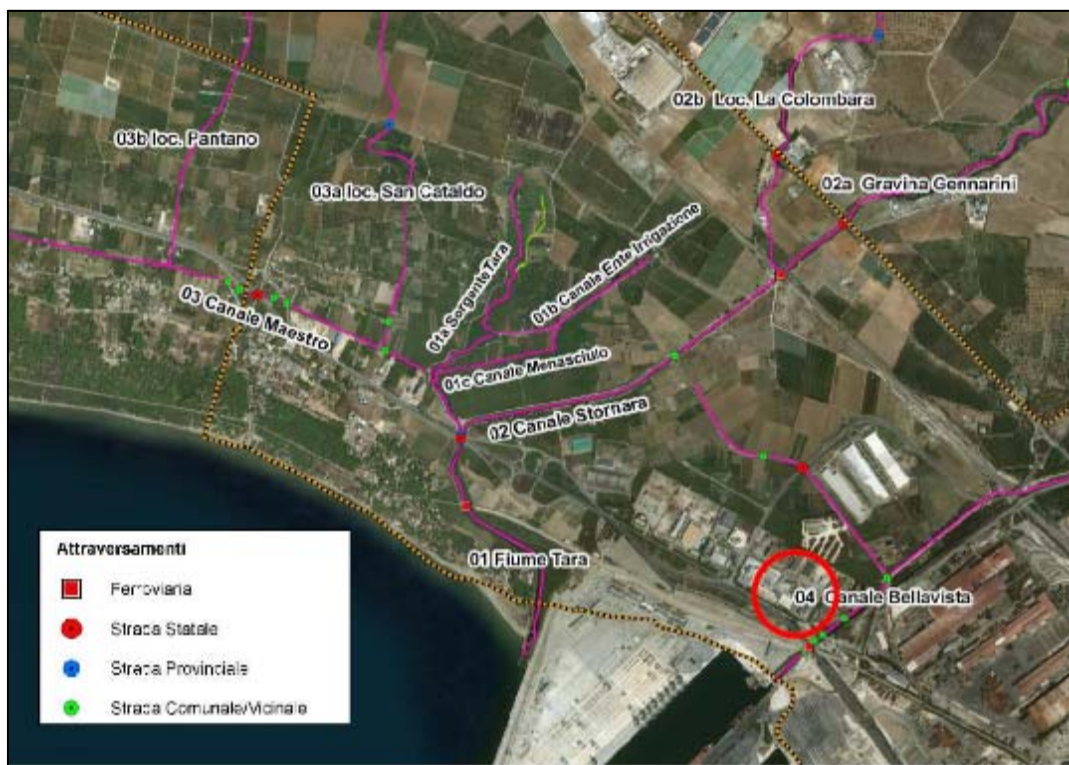 02b Loc. La Colombara
03b loc. Pantano
03a loc. San Cataldo
02a Gravina Gennarini
01a Sorgente Tara
01b Canale Ente Irrigazione
03 Canale Maestro
01c Canale Menasciulo
02 Canale Stornara
01 Fiume Tara
04 Canale Bellavista
Attraversamenti
Ferroviaria
Strada Statale
Strada Provinciale
Strada Comunale/Vicinale